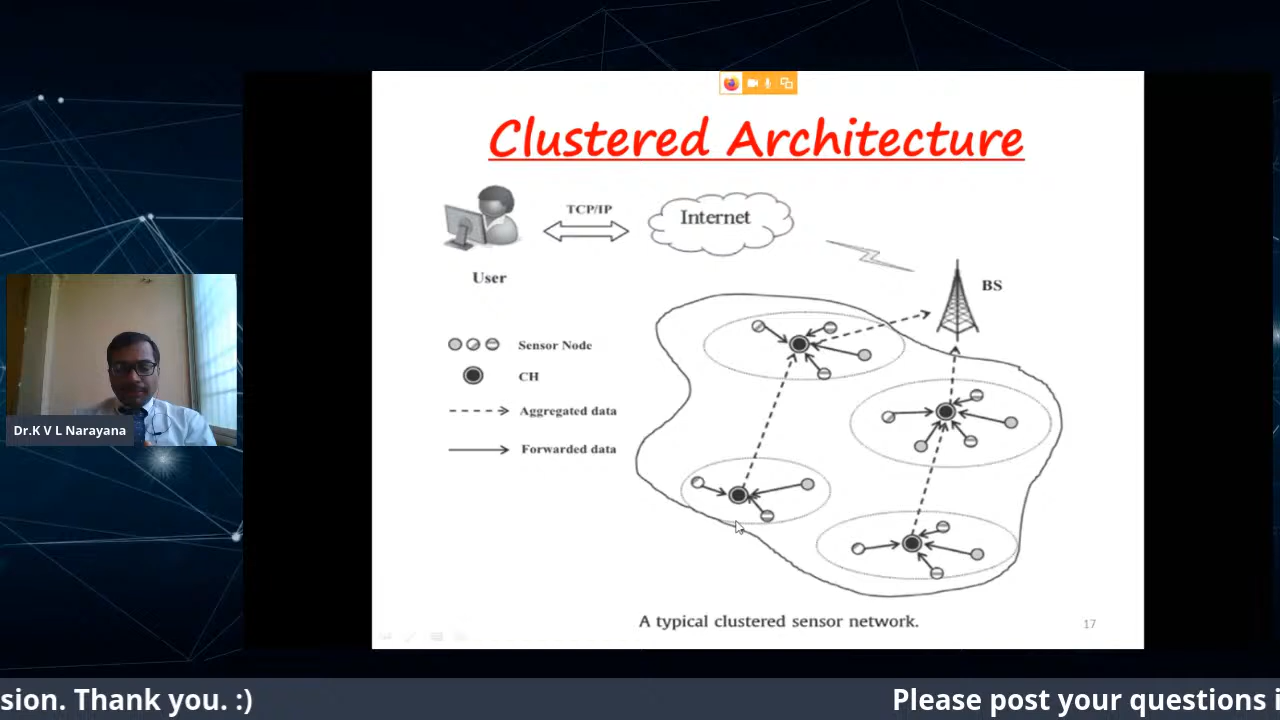 Clustered Architecture
TCP/IP
Internet
User
BS
Sensor Node
CH
Aggregated data
Forwarded data
Dr.K V L Narayana
A typical clustered sensor network.
17
sion. Thank you. :)
Please post your questions i